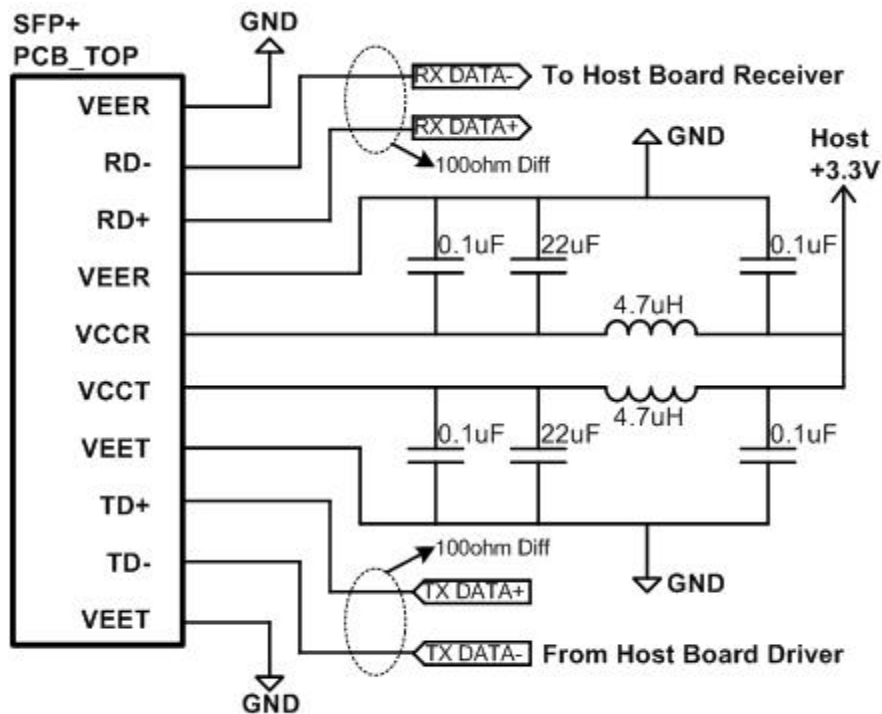 SFP+
PCB_TOP
GND
VEER
RD-
RD+
VEER
VCCR
VCCT
VEET
TD+
TD-
VEET
RX DATA-
To Host Board Receiver
RX DATA+
100ohm Diff
GND
Host
+3.3V
0.1uF
22uF
0.1uF
4.7uH
4.7uH
0.1uF
22uF
0.1uF
100ohm Diff
TX DATA+
GND
TX DATA-
From Host Board Driver
GND